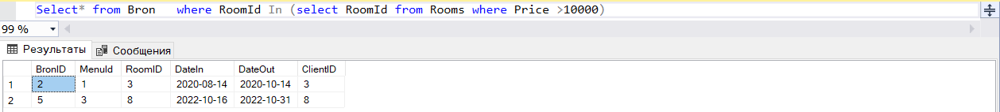 Select* from Bron   where RoomId In (select RoomId from Rooms where Price >10000)
99 %
Результаты Сообщения
BronID MenuId RoomID DateIn DateOut ClientID
1 2 1 3 2020-08-14 2020-10-14 3
2 5 3 8 2022-10-16 2022-10-31 8